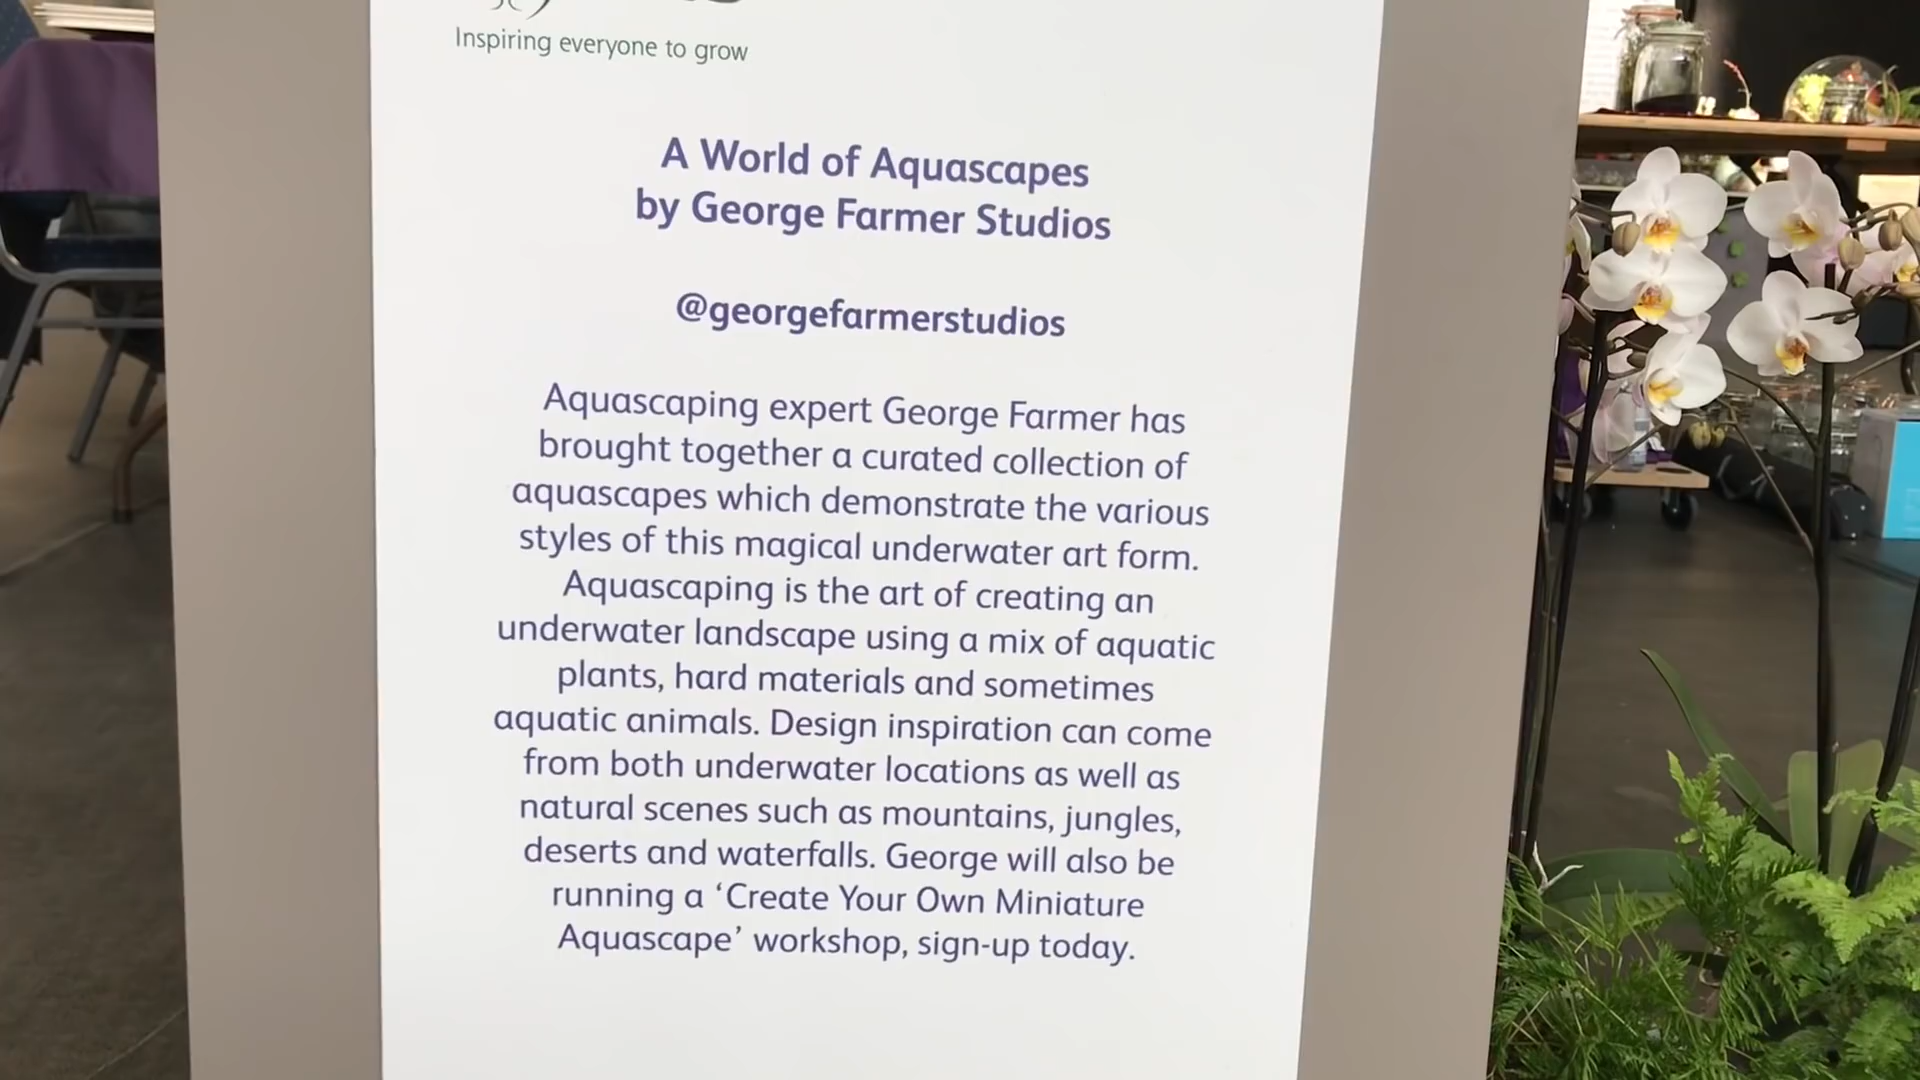 Inspiring everyone to grow
A World of Aquascapes
by George Farmer Studios
@georgefarmerstudios
Aquascaping expert George Farmer has
brought together a curated collection of
aquascapes which demonstrate the various
styles of this magical underwater art form.
Aquascaping is the art of creating an
underwater landscape using a mix of aquatic
plants, hard materials and sometimes
aquatic animals. Design inspiration can come
from both underwater locations as well as
natural scenes such as mountains, jungles,
deserts and waterfalls. George will also be
running a ‘Create Your Own Miniature
Aquascape’ workshop, sign-up today.